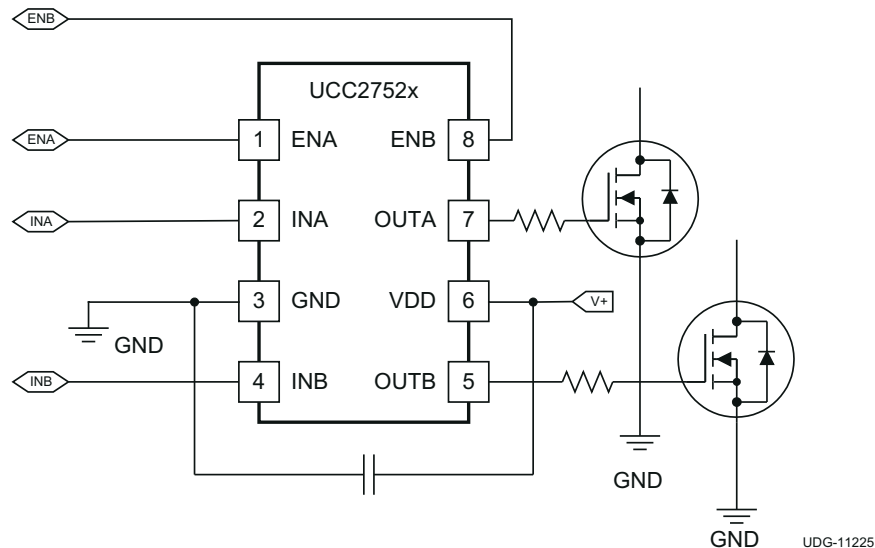 ENB
UCC2752x
ENA
1 ENA ENB 8
INA
2 INA OUTA 7
3 GND VDD 6
V+
GND
INB
4 INB OUTB 5
GND
GND
UDG-11225